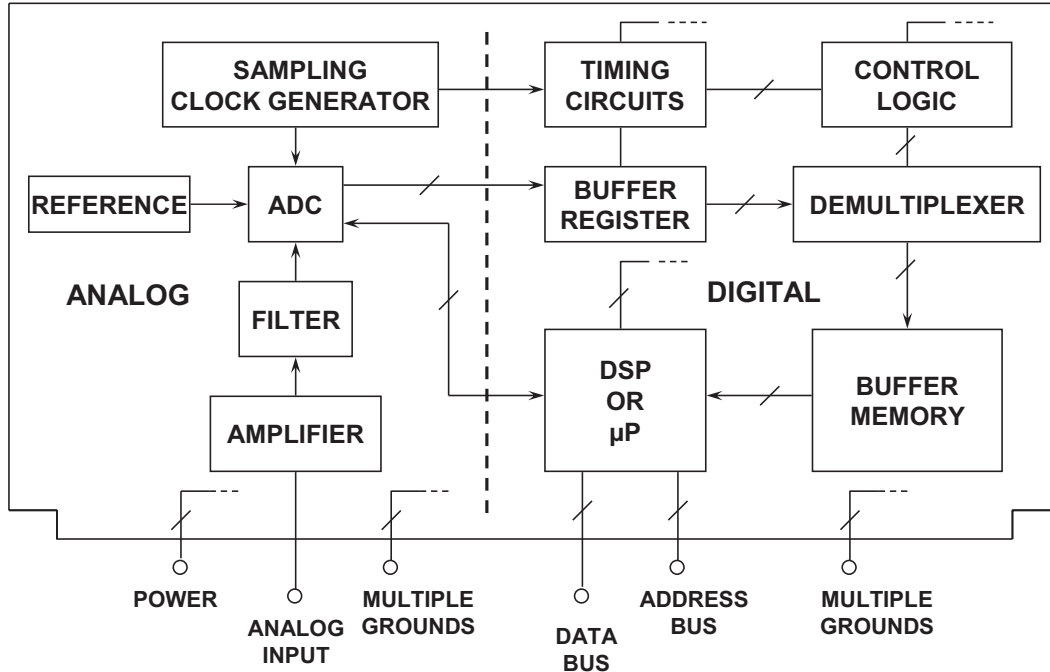 SAMPLING
CLOCK GENERATOR
TIMING
CIRCUITS
CONTROL
LOGIC
REFERENCE
ADC
BUFFER
REGISTER
DEMULTIPLEXER
ANALOG
DIGITAL
FILTER
DSP
OR
µP
BUFFER
MEMORY
AMPLIFIER
POWER
ANALOG
INPUT
MULTIPLE
GROUNDS
DATA
BUS
ADDRESS
BUS
MULTIPLE
GROUNDS